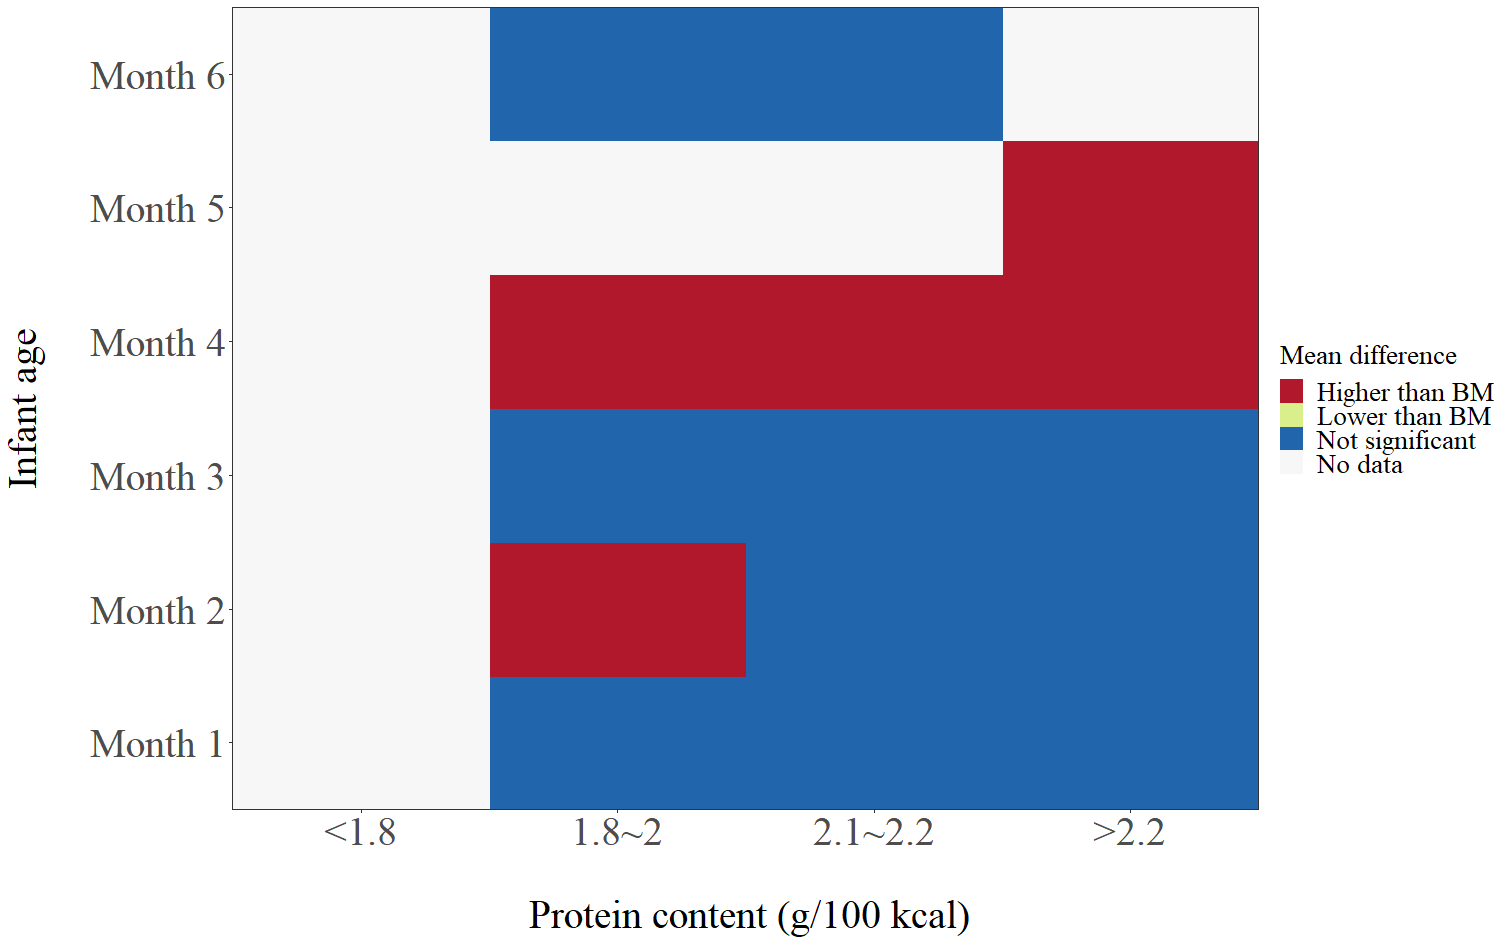 Month 6
Month 5
Month 4
Month 3
Month 2
Month 1
Infant age
<1.8
1.8~2
2.1~2.2
>2.2
Protein content (g/100 kcal)
Mean difference
Higher than BM
Lower than BM
Not significant
No data